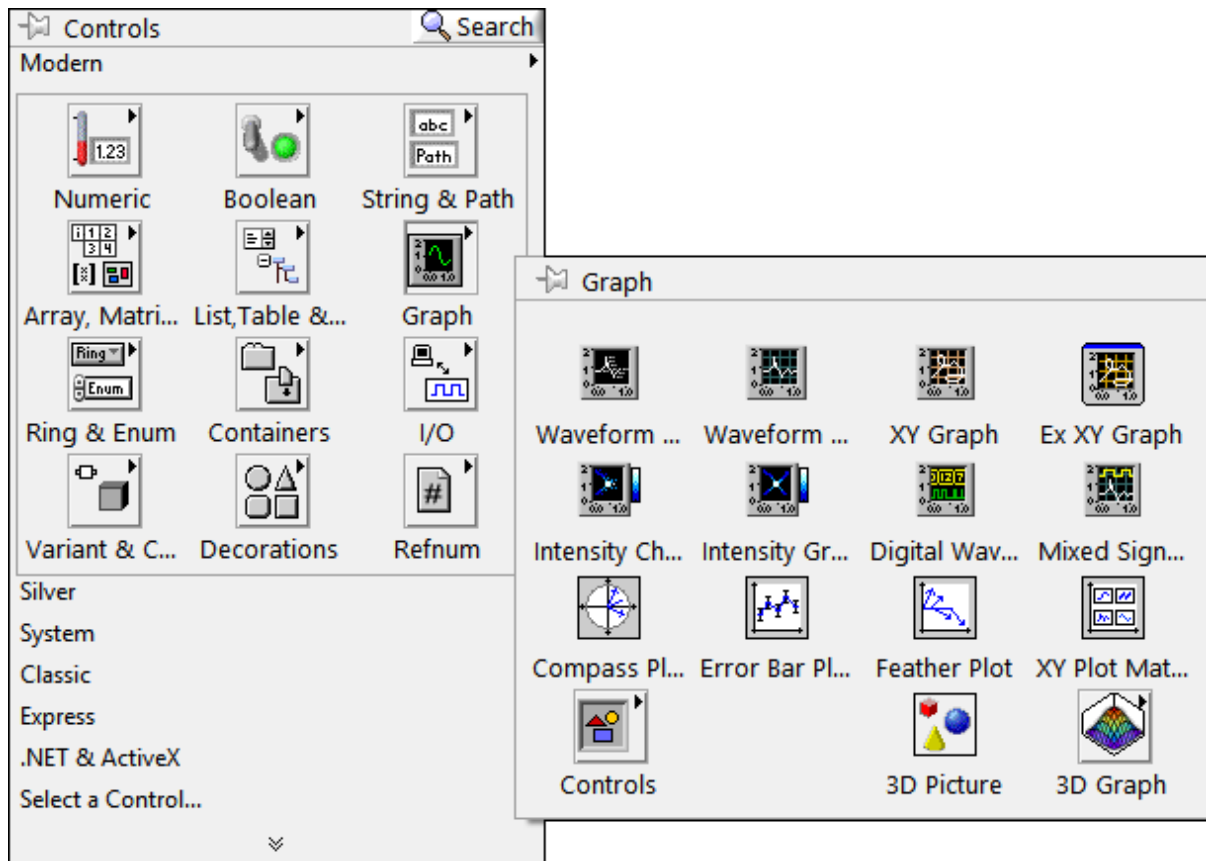 Controls Search
Modern
1.23 abc Path
Numeric Boolean String & Path
Array, Matri... List,Table &... Graph
Ring Enum
Ring & Enum Containers I/O
#
Variant & C... Decorations Refnum
Silver
System
Classic
Express
.NET & ActiveX
Select a Control...
Graph
Waveform ... Waveform ... XY Graph Ex XY Graph
Intensity Ch... Intensity Gr... Digital Wav... Mixed Sign...
Compass Pl... Error Bar Pl... Feather Plot XY Plot Mat...
Controls 3D Picture 3D Graph